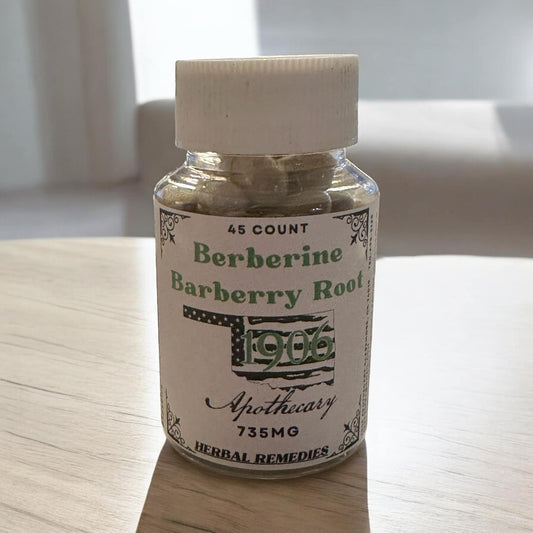 45 COUNT
Berberine
Barberry Root
1906
Apothecary
735MG
HERBAL REMEDIES